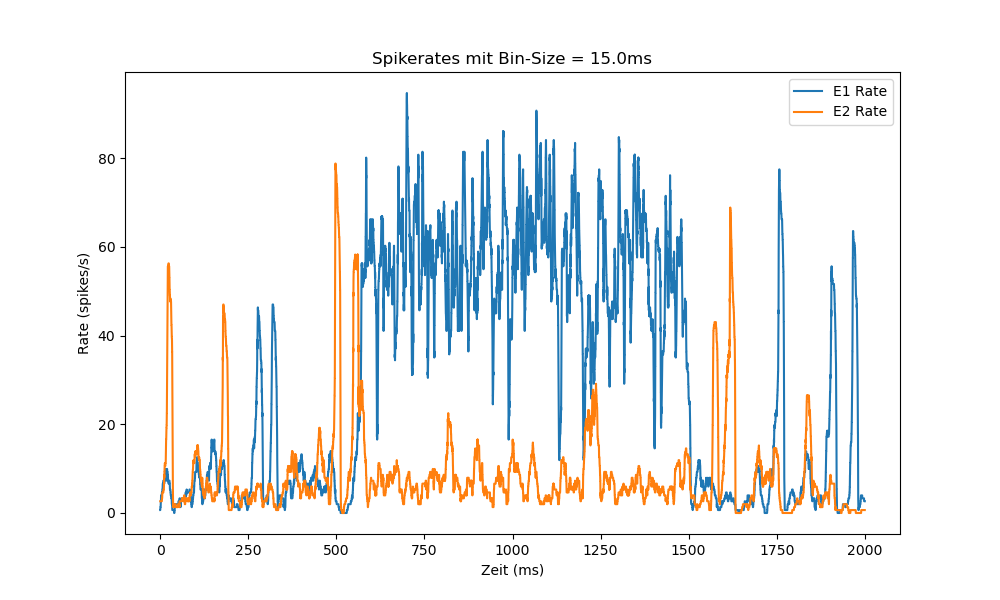 Spikerates mit Bin-Size = 15.0ms
E1 Rate
E2 Rate
80
60
40
20
0
Rate (spikes/s)
0 250 500 750 1000 1250 1500 1750 2000
Zeit (ms)